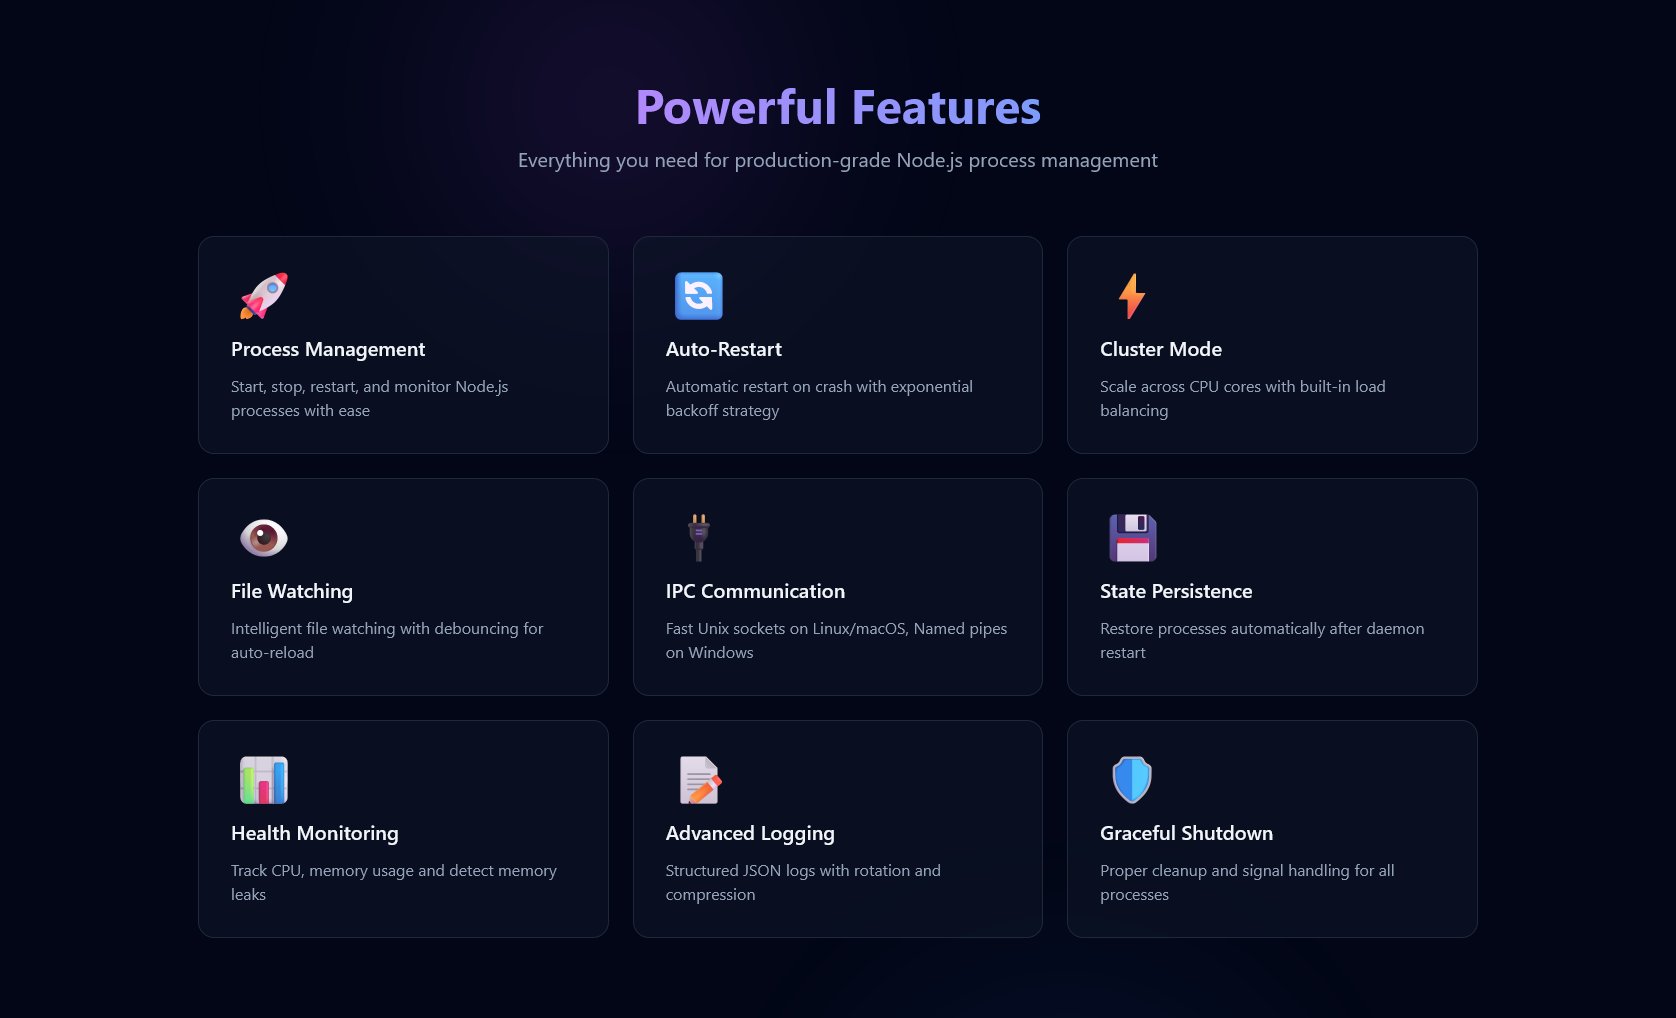 Powerful Features
Everything you need for production-grade Node.js process management
Process Management
Start, stop, restart, and monitor Node.js
processes with ease
Auto-Restart
Automatic restart on crash with exponential
backoff strategy
Cluster Mode
Scale across CPU cores with built-in load
balancing
File Watching
Intelligent file watching with debouncing for
auto-reload
IPC Communication
Fast Unix sockets on Linux/macOS, Named pipes
on Windows
State Persistence
Restore processes automatically after daemon
restart
Health Monitoring
Track CPU, memory usage and detect memory
leaks
Advanced Logging
Structured JSON logs with rotation and
compression
Graceful Shutdown
Proper cleanup and signal handling for all
processes